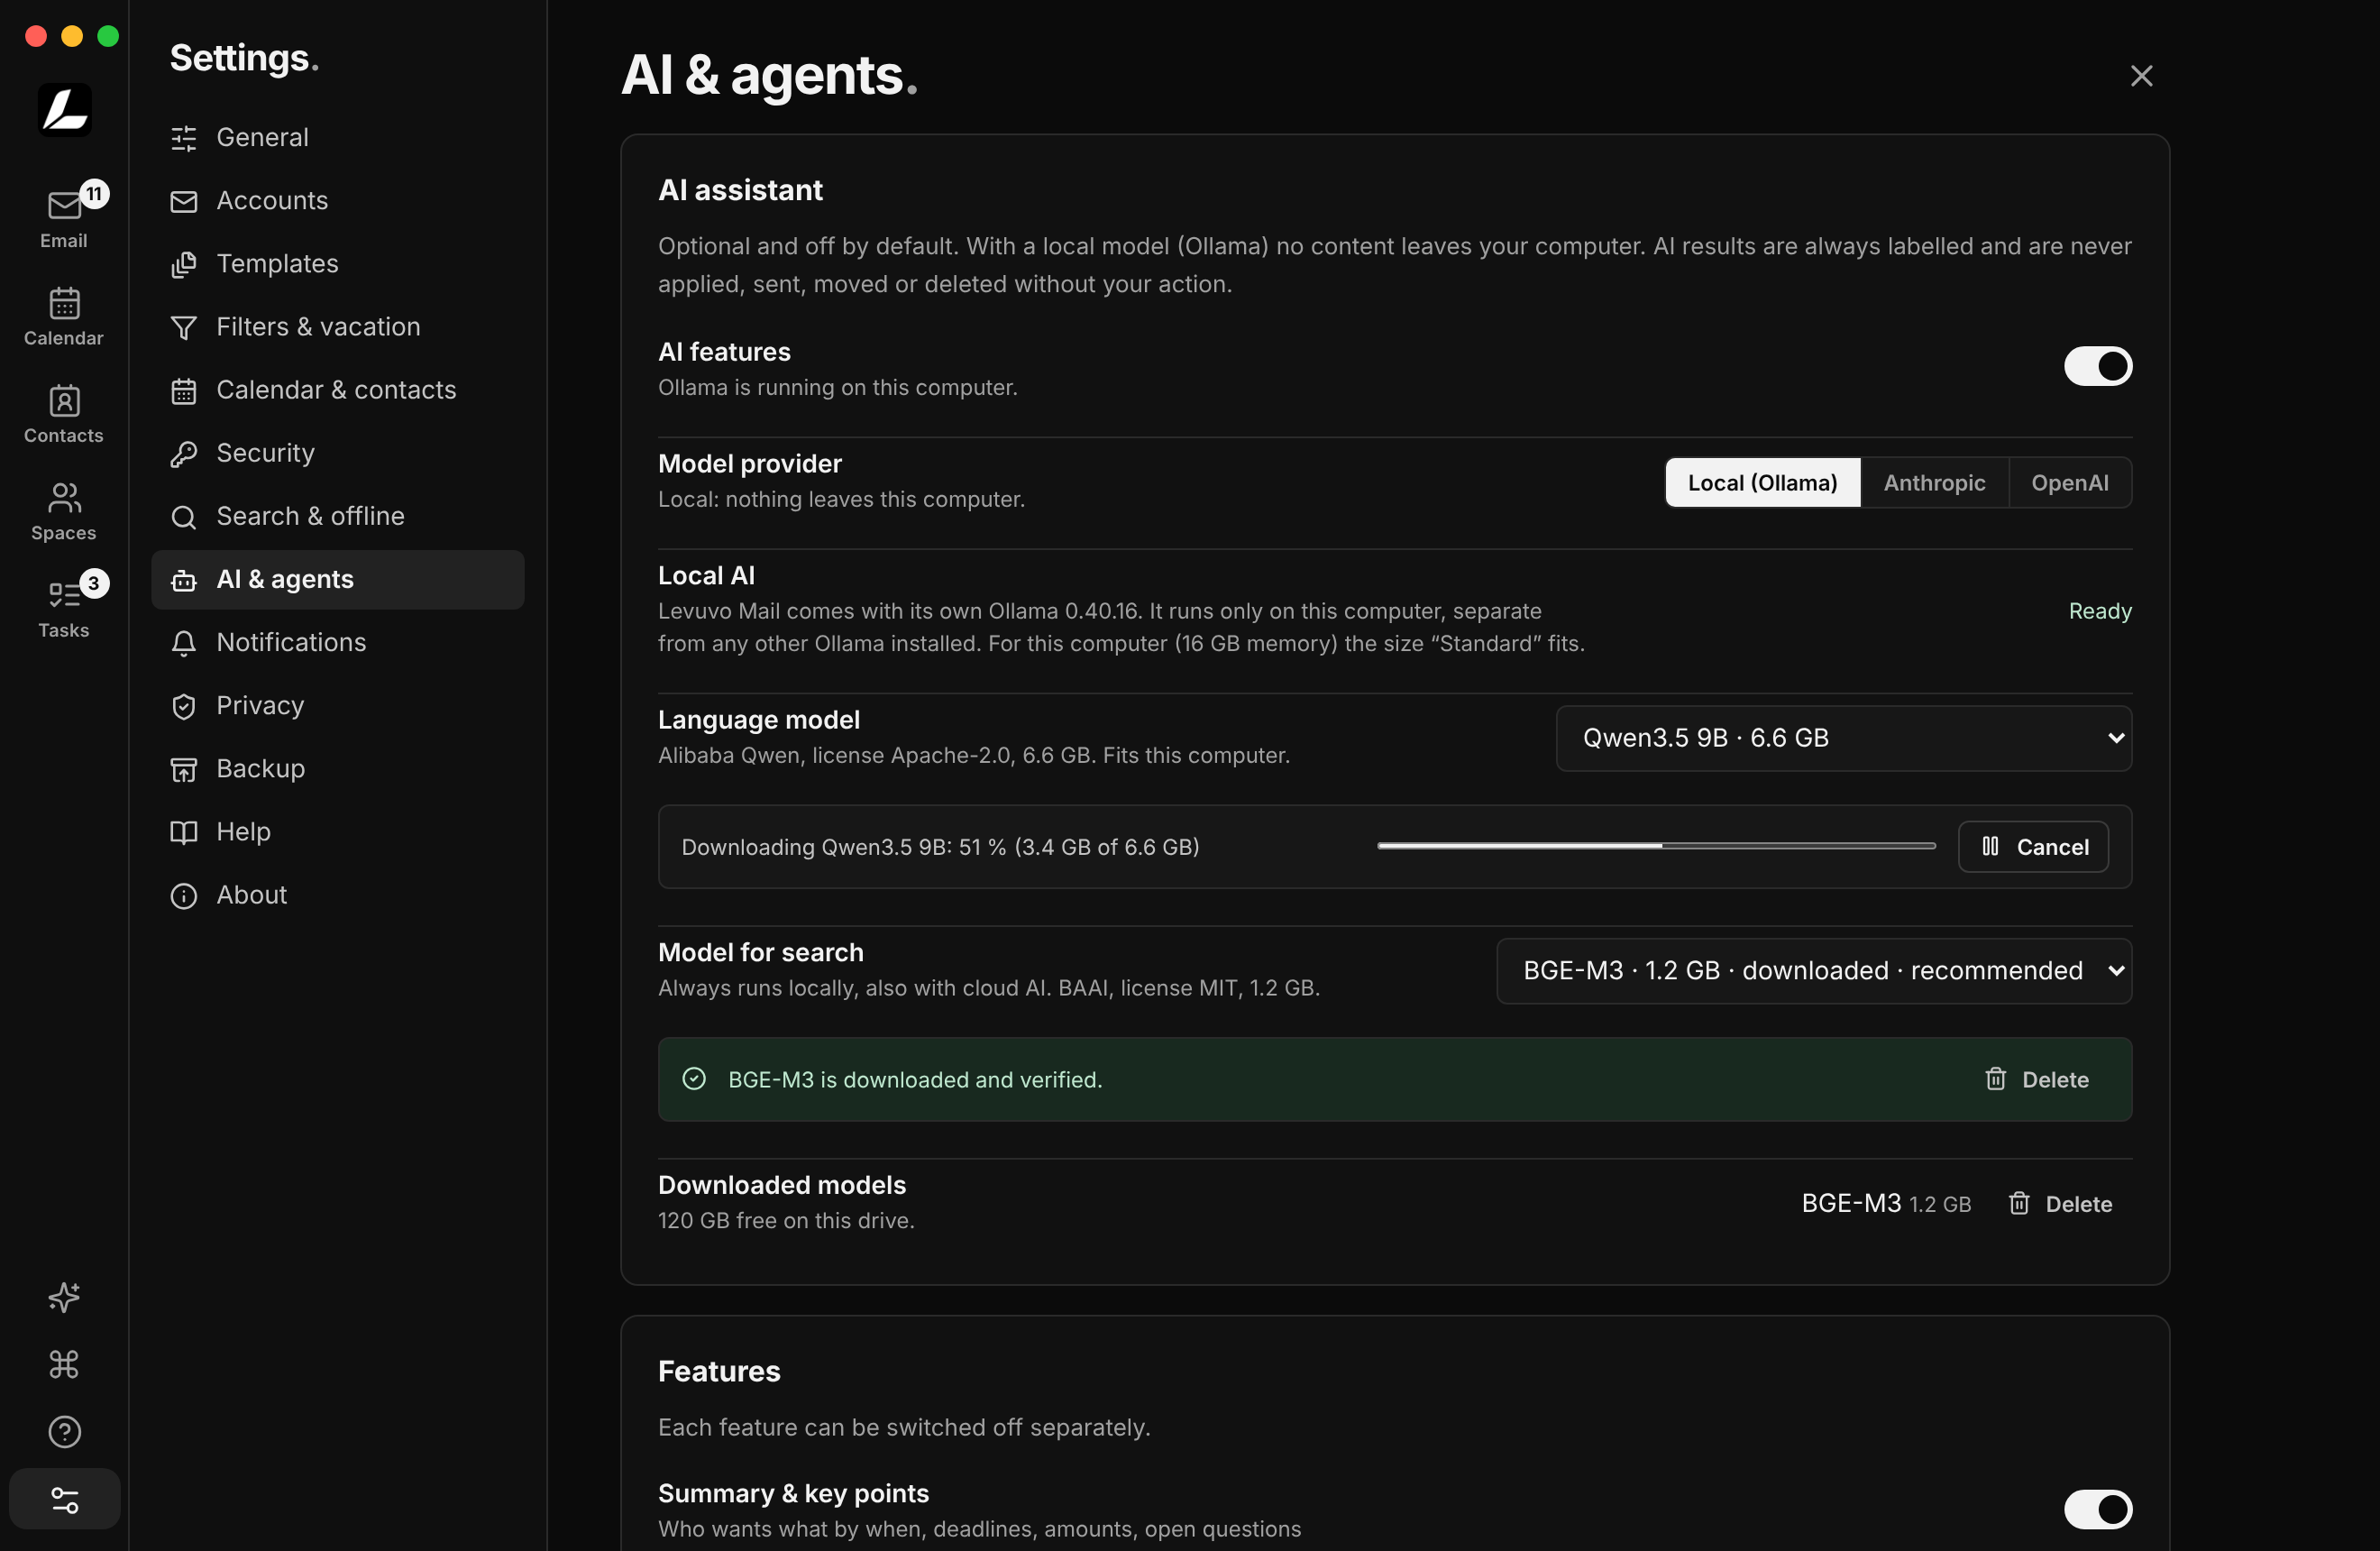 Settings.
11
Email
Calendar
Contacts
Spaces
3
Tasks
General
Accounts
Templates
Filters & vacation
Calendar & contacts
Security
Search & offline
AI & agents
Notifications
Privacy
Backup
Help
About
AI & agents.
AI assistant
Optional and off by default. With a local model (Ollama) no content leaves your computer. AI results are always labelled and are never
applied, sent, moved or deleted without your action.
AI features
Ollama is running on this computer.
Model provider
Local: nothing leaves this computer.
Local (Ollama) Anthropic OpenAI
Local AI
Levuvo Mail comes with its own Ollama 0.40.16. It runs only on this computer, separate
from any other Ollama installed. For this computer (16 GB memory) the size “Standard” fits.
Ready
Language model
Alibaba Qwen, license Apache-2.0, 6.6 GB. Fits this computer.
Qwen3.5 9B · 6.6 GB
Downloading Qwen3.5 9B: 51 % (3.4 GB of 6.6 GB)
Cancel
Model for search
Always runs locally, also with cloud AI. BAAI, license MIT, 1.2 GB.
BGE-M3 · 1.2 GB · downloaded · recommended
BGE-M3 is downloaded and verified.
Delete
Downloaded models
120 GB free on this drive.
BGE-M3 1.2 GB
Delete
Features
Each feature can be switched off separately.
Summary & key points
Who wants what by when, deadlines, amounts, open questions